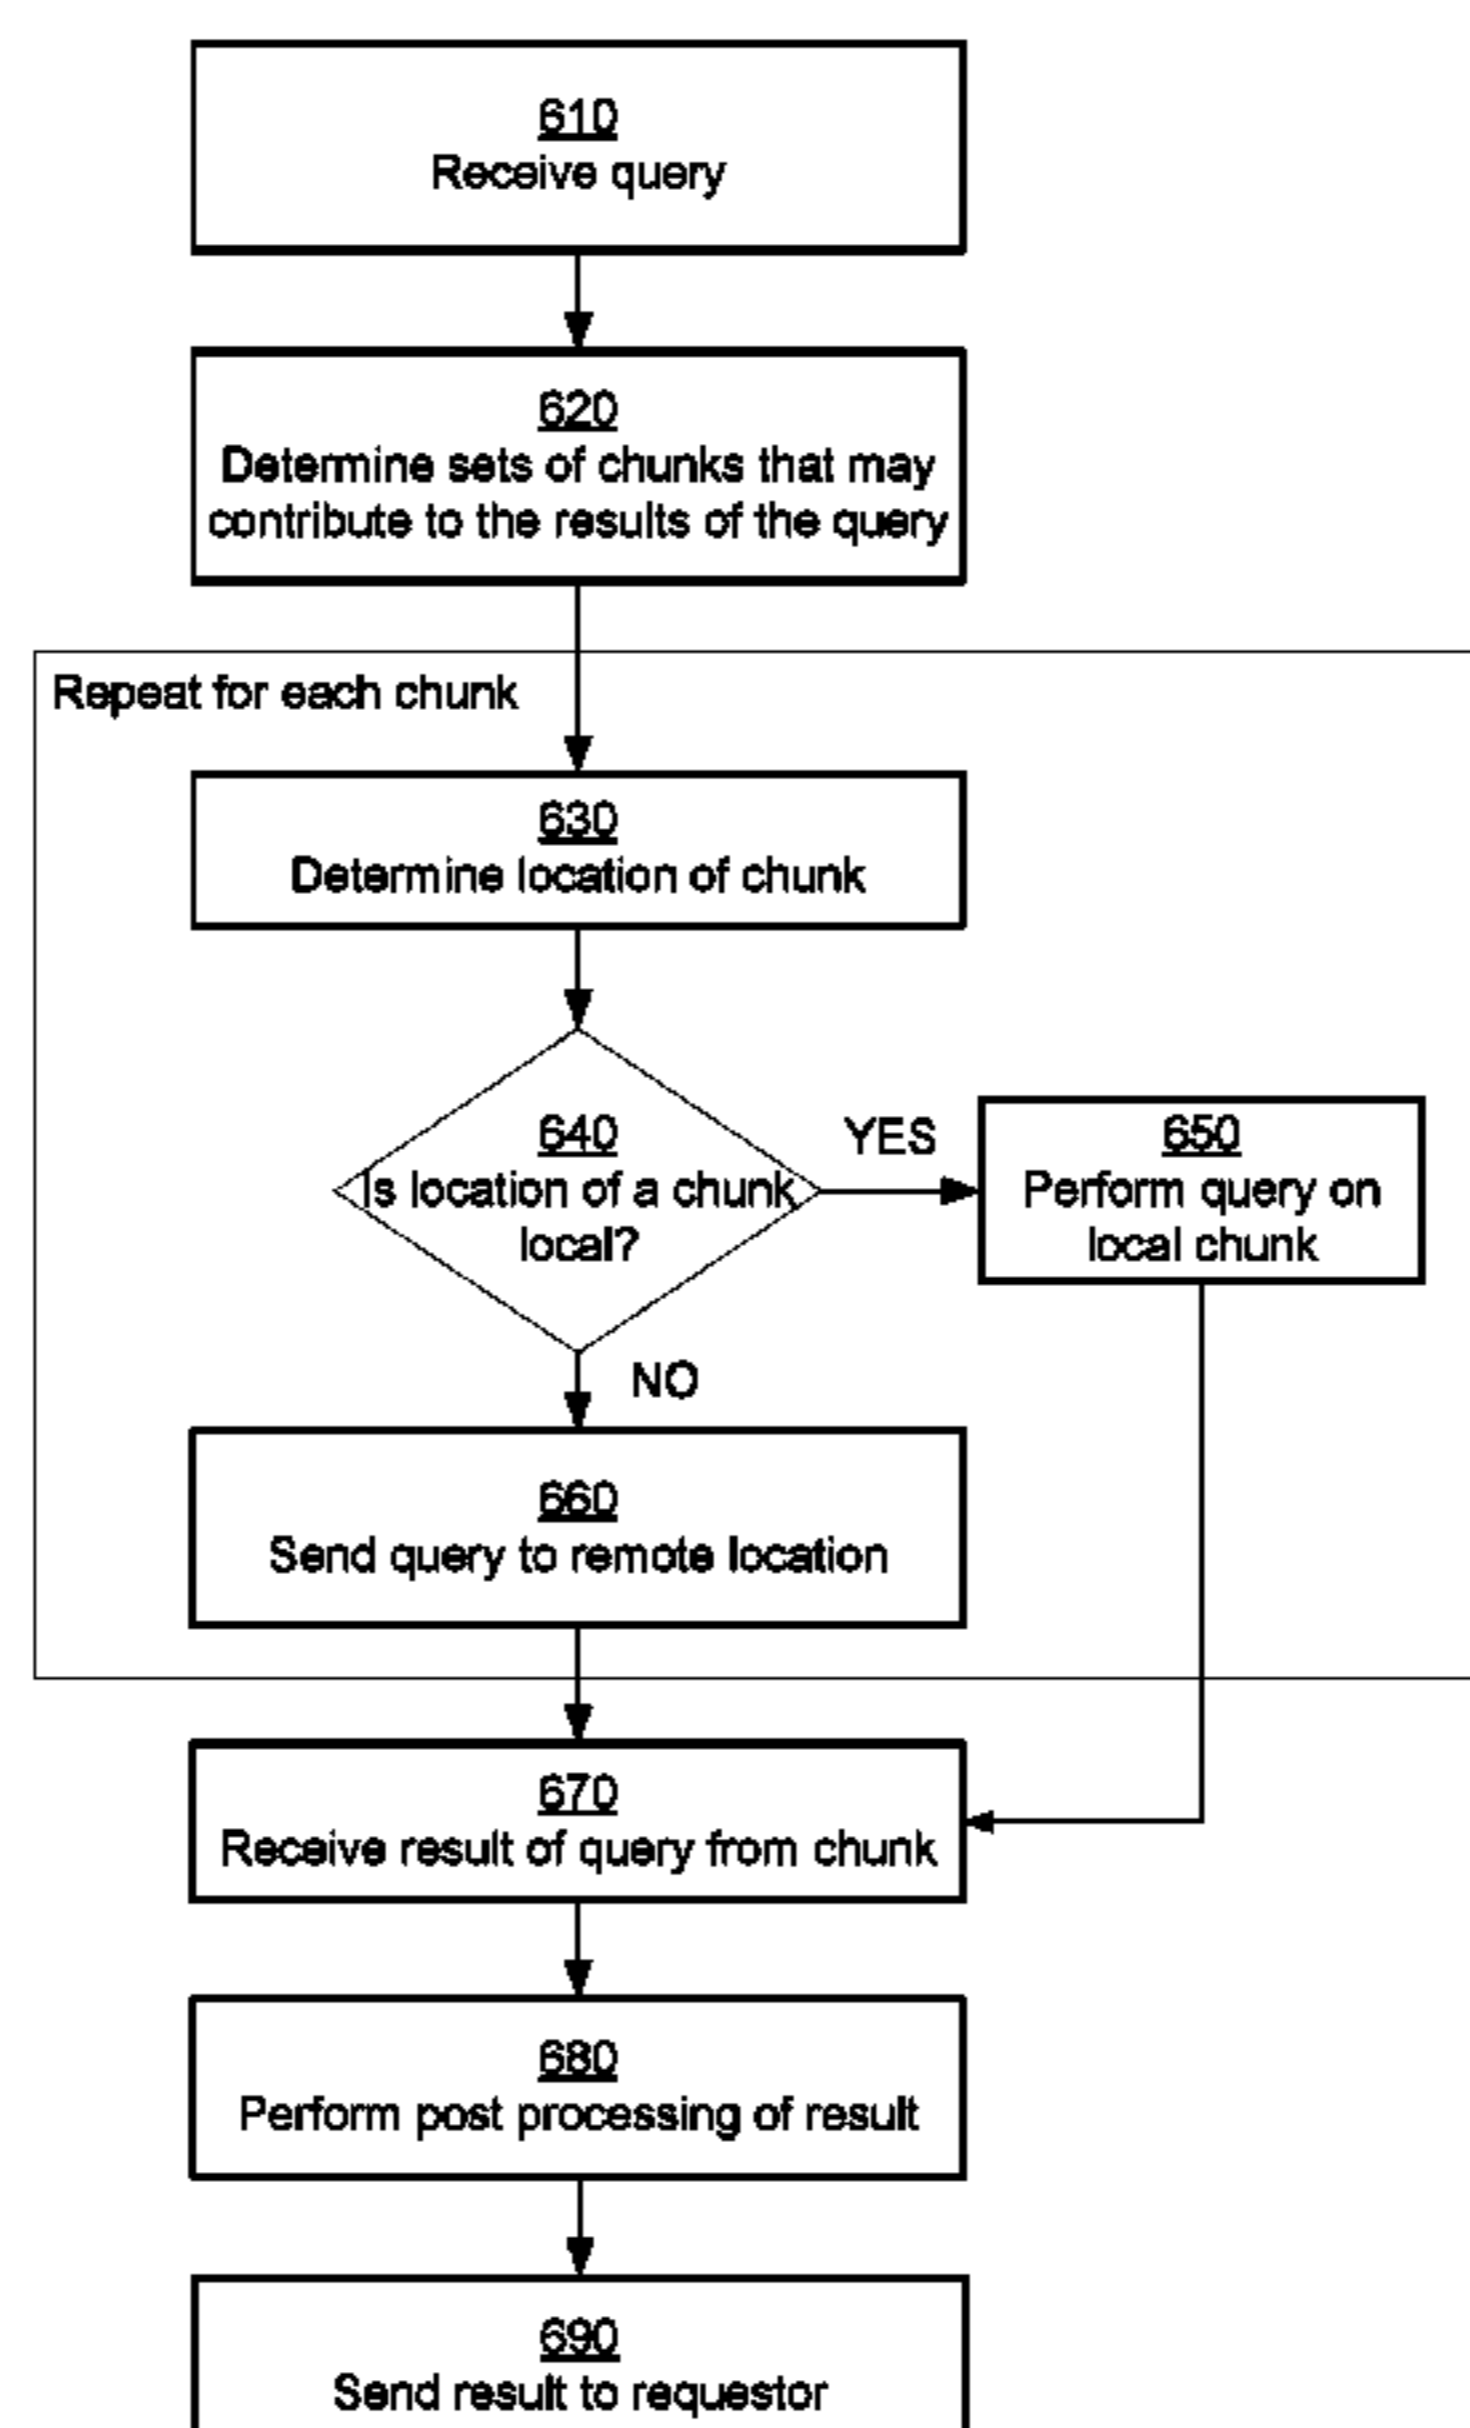 610
Receive query
620
Determine sets of chunks that may
contribute to the results of the query
Repeat for each chunk
630
Determine location of chunk
640
Is location of a chunk
local?
YES
650
Perform query on
local chunk
NO
660
Send query to remote location
670
Receive result of query from chunk
680
Perform post processing of result
690
Send result to requestor